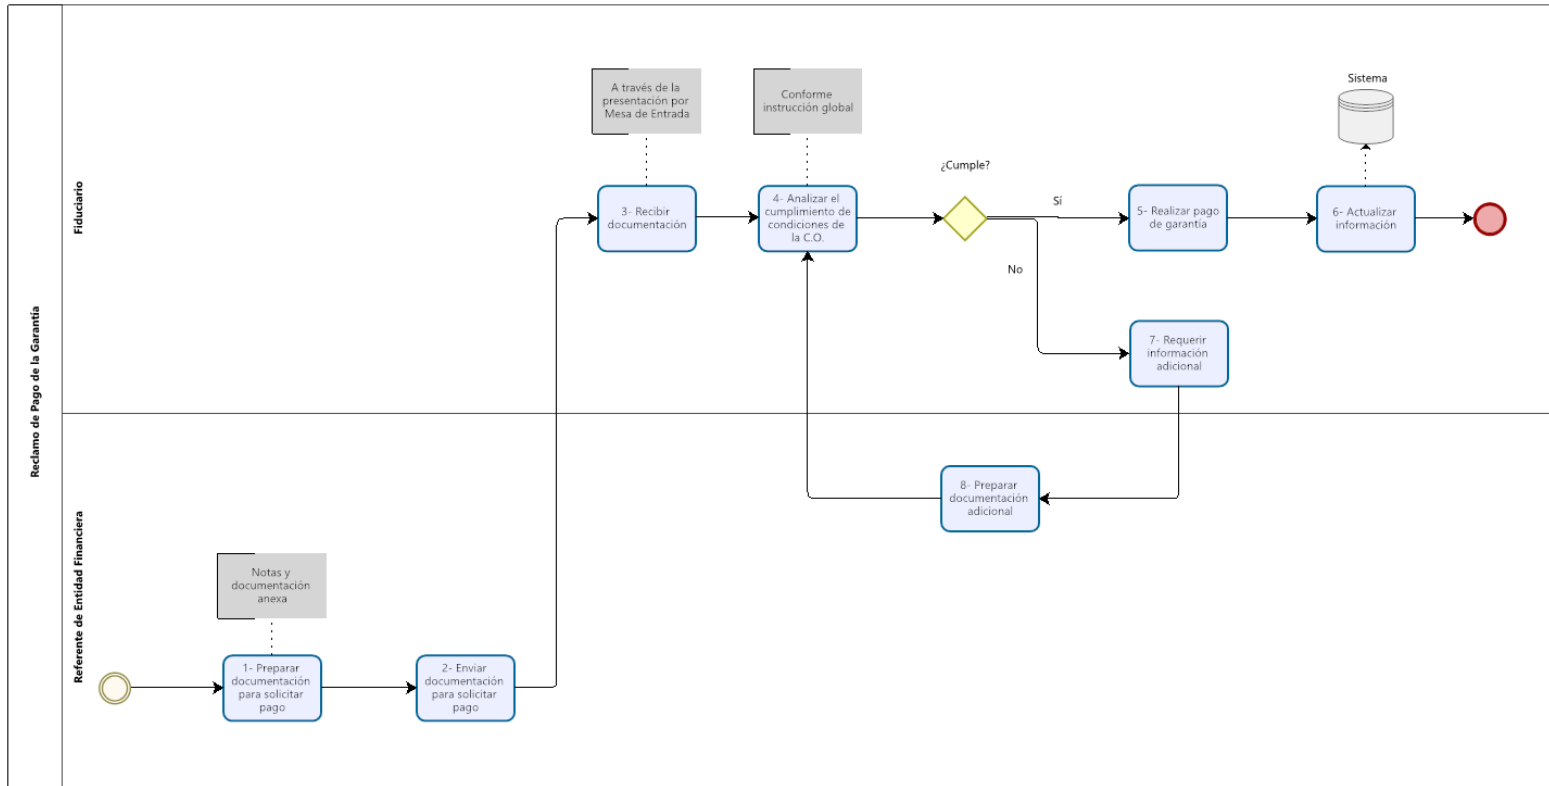 Reclamo de Pago de la Garantía
Fiduciario
A través de la
presentación por
Mesa de Entrada
Conforme
instrucción global
Sistema
¿Cumple?
3- Recibir
documentación
4- Analizar el
cumplimiento de
condiciones de
la C.O.
Sí
5- Realizar pago
de garantía
6- Actualizar
información
No
7- Requerir
información
adicional
Referente de Entidad Financiera
8- Preparar
documentación
adicional
Notas y
documentación
anexa
1- Preparar
documentación
para solicitar
pago
2- Enviar
documentación
para solicitar
pago